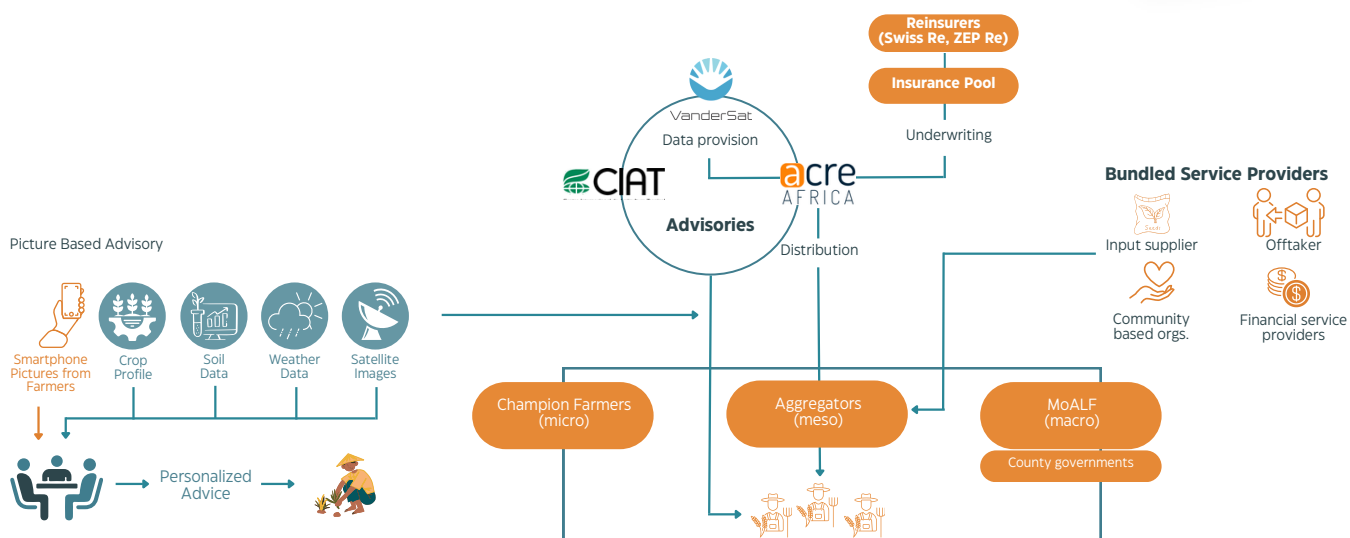 Reinsurers
(Swiss Re, ZEP Re)
Insurance Pool
Underwriting
VanderSat
Data provision
CIAT
acre
AFRICA
Advisories
Distribution
Bundled Service Providers
Seeds
Input supplier
Offtaker
Community
based orgs.
Financial service
providers
Picture Based Advisory
Smartphone
Pictures from
Farmers
Crop
Profile
Soil
Data
Weather
Data
Satellite
Images
Personalized
Advice
Champion Farmers
(micro)
Aggregators
(meso)
MoALF
(macro)
County governments